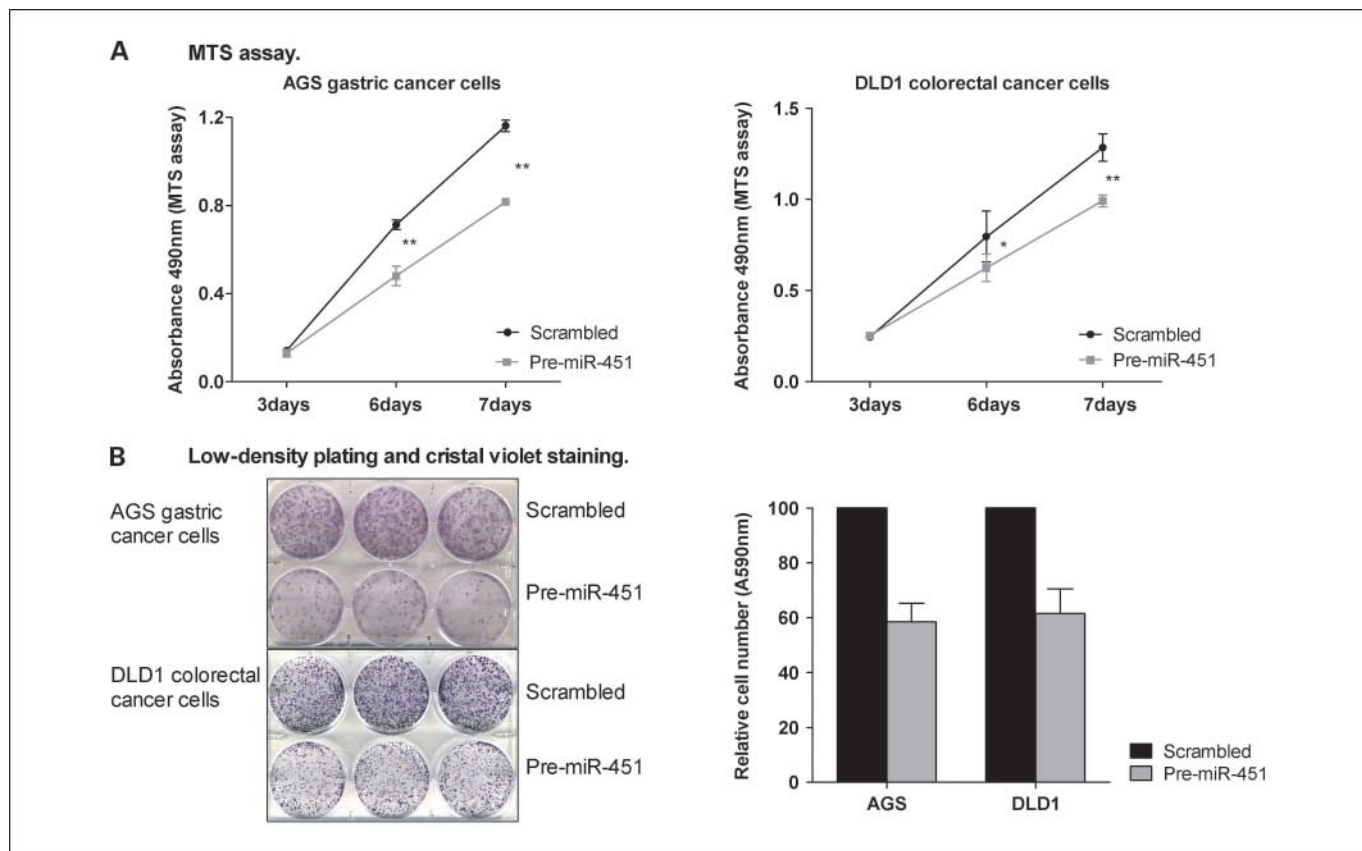 A MTS assay.
AGS gastric cancer cells
Absorbance 490nm (MTS assay)
1.2
0.8
0.4
0.0
**
**
Scrambled
Pre-miR-451
3days 6days 7days
DLD1 colorectal cancer cells
Absorbance 490nm (MTS assay)
1.5
1.0
0.5
0.0
*
**
Scrambled
Pre-miR-451
3days 6days 7days
B Low-density plating and cristal violet staining.
AGS gastric
cancer cells
Scrambled
Pre-miR-451
DLD1 colorectal
cancer cells
Scrambled
Pre-miR-451
Relative cell number (A590nm)
100
80
60
40
20
0
AGS DLD1
Scrambled
Pre-miR-451